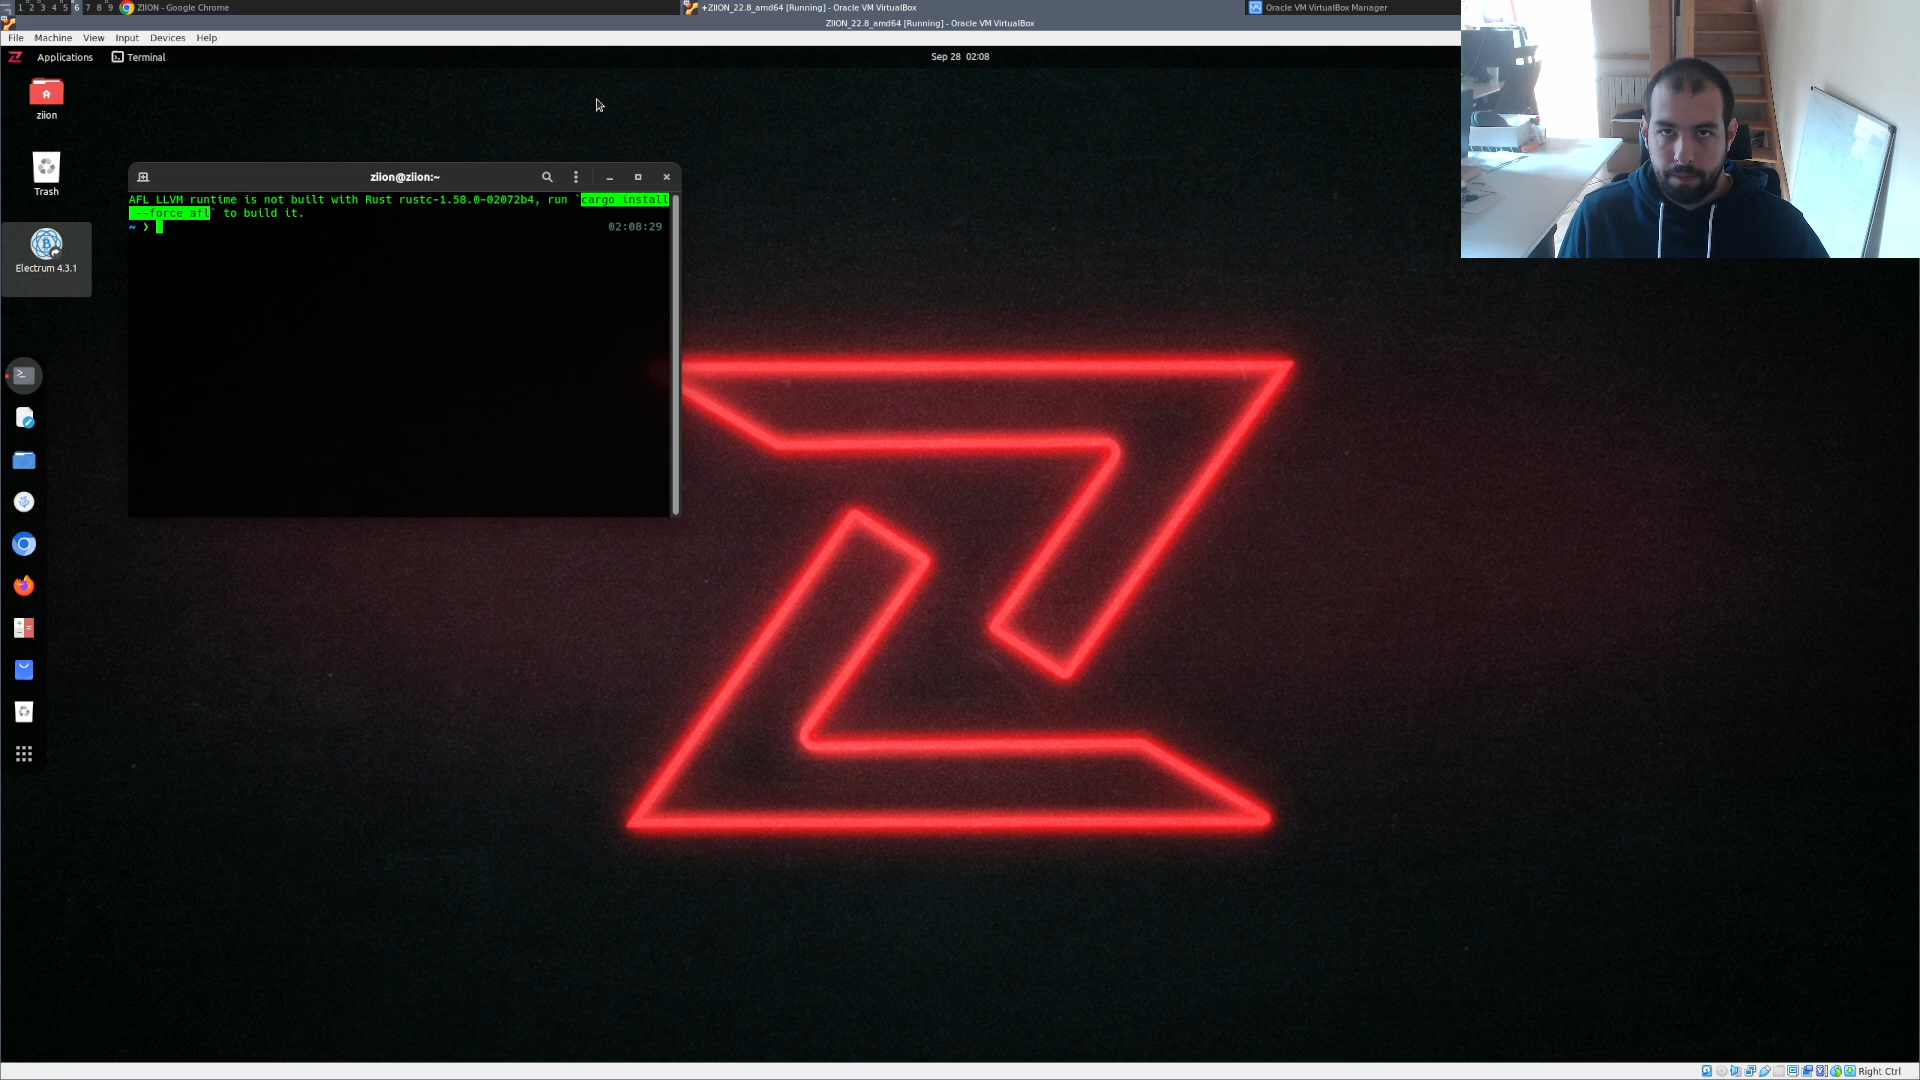 1 2 3 4 5 6 7 8 9 ZIION - Google Chrome
+ZIION_22.8_amd64 [Running] - Oracle VM VirtualBox
Oracle VM VirtualBox Manager
ZIION_22.8_amd64 [Running] - Oracle VM VirtualBox
File Machine View Input Devices Help
Applications Terminal Sep 28 02:08
ziion
Trash
Electrum 4.3.1
ziion@ziion:~
AFL LLVM runtime is not built with Rust rustc-1.58.0-02072b4, run `cargo install
 --force afl` to build it.
~ ❯ 02:08:29
Right Ctrl